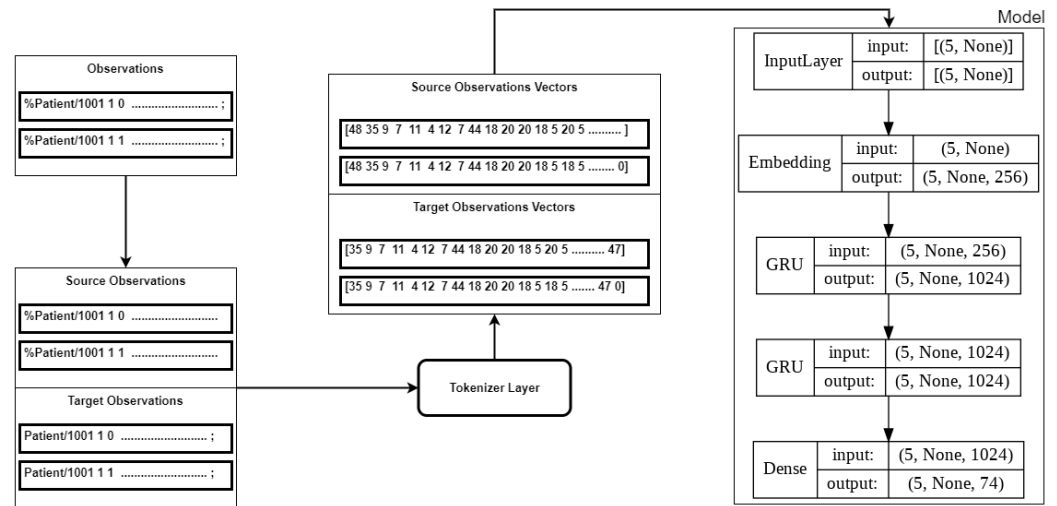 Observations
%Patient/1001 1 0 .......................... ;
%Patient/1001 1 1 .......................... ;
Source Observations
%Patient/1001 1 0 ..........................
%Patient/1001 1 1 ..........................
Target Observations
Patient/1001 1 0 .......................... ;
Patient/1001 1 1 .......................... ;
Tokenizer Layer
Source Observations Vectors
[48 35 9 7 11 4 12 7 44 18 20 20 18 5 20 5 .......... ]
[48 35 9 7 11 4 12 7 44 18 20 20 18 5 18 5 ........ 0]
Target Observations Vectors
[35 9 7 11 4 12 7 44 18 20 20 18 5 20 5 .......... 47]
[35 9 7 11 4 12 7 44 18 20 20 18 5 18 5 ....... 47 0]
Model
InputLayer
input: [(5, None)]
output: [(5, None)]
Embedding
input: (5, None)
output: (5, None, 256)
GRU
input: (5, None, 256)
output: (5, None, 1024)
GRU
input: (5, None, 1024)
output: (5, None, 1024)
Dense
input: (5, None, 1024)
output: (5, None, 74)